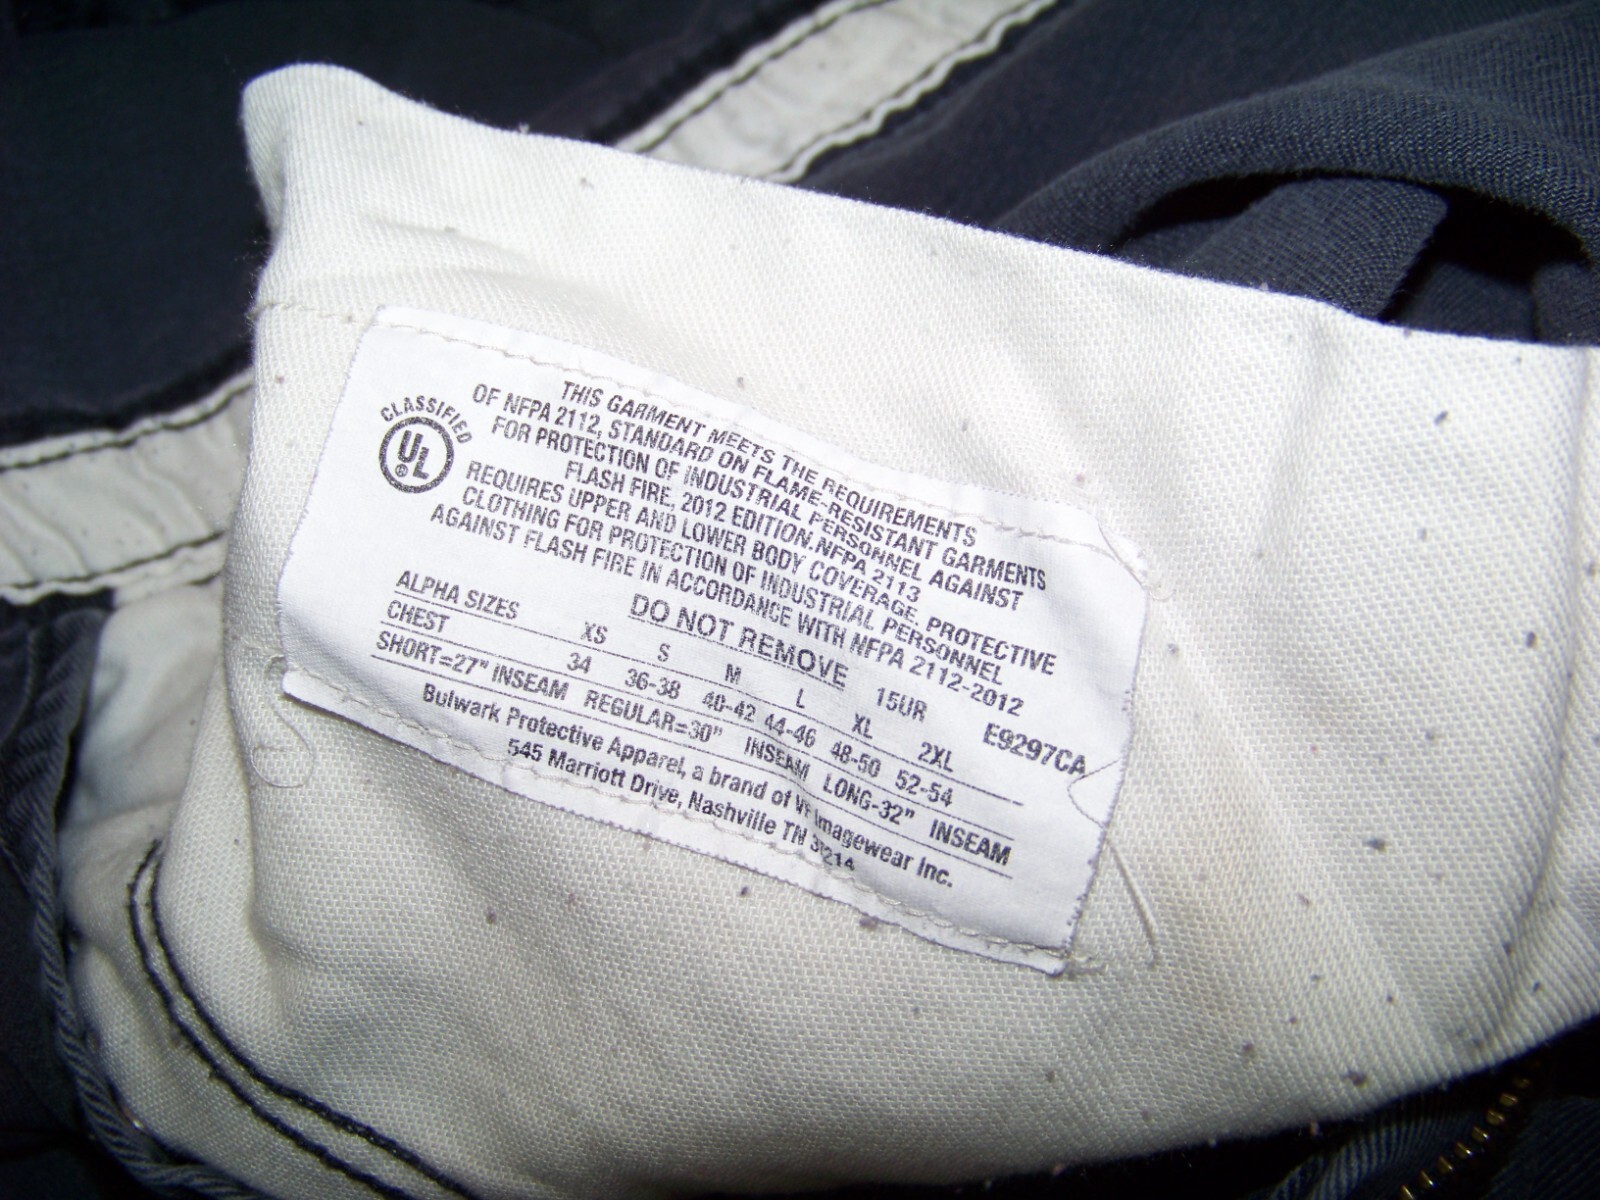 CLASSIFIED
UL
THIS GARMENT MEETS THE REQUIREMENTS
OF NFPA 2112, STANDARD ON FLAME-RESISTANT GARMENTS
FOR PROTECTION OF INDUSTRIAL PERSONNEL AGAINST
FLASH FIRE, 2012 EDITION.NFPA 2113
REQUIRES UPPER AND LOWER BODY COVERAGE. PROTECTIVE
CLOTHING FOR PROTECTION OF INDUSTRIAL PERSONNEL
AGAINST FLASH FIRE IN ACCORDANCE WITH NFPA 2112-2012
DO NOT REMOVE 15UR E9297CA
ALPHA SIZES XS S M L XL 2XL
CHEST 34 36-38 40-42 44-46 48-50 52-54
SHORT=27" INSEAM REGULAR=30" INSEAM LONG-32" INSEAM
Bulwark Protective Apparel, a brand of VF Imagewear Inc.
545 Marriott Drive, Nashville TN